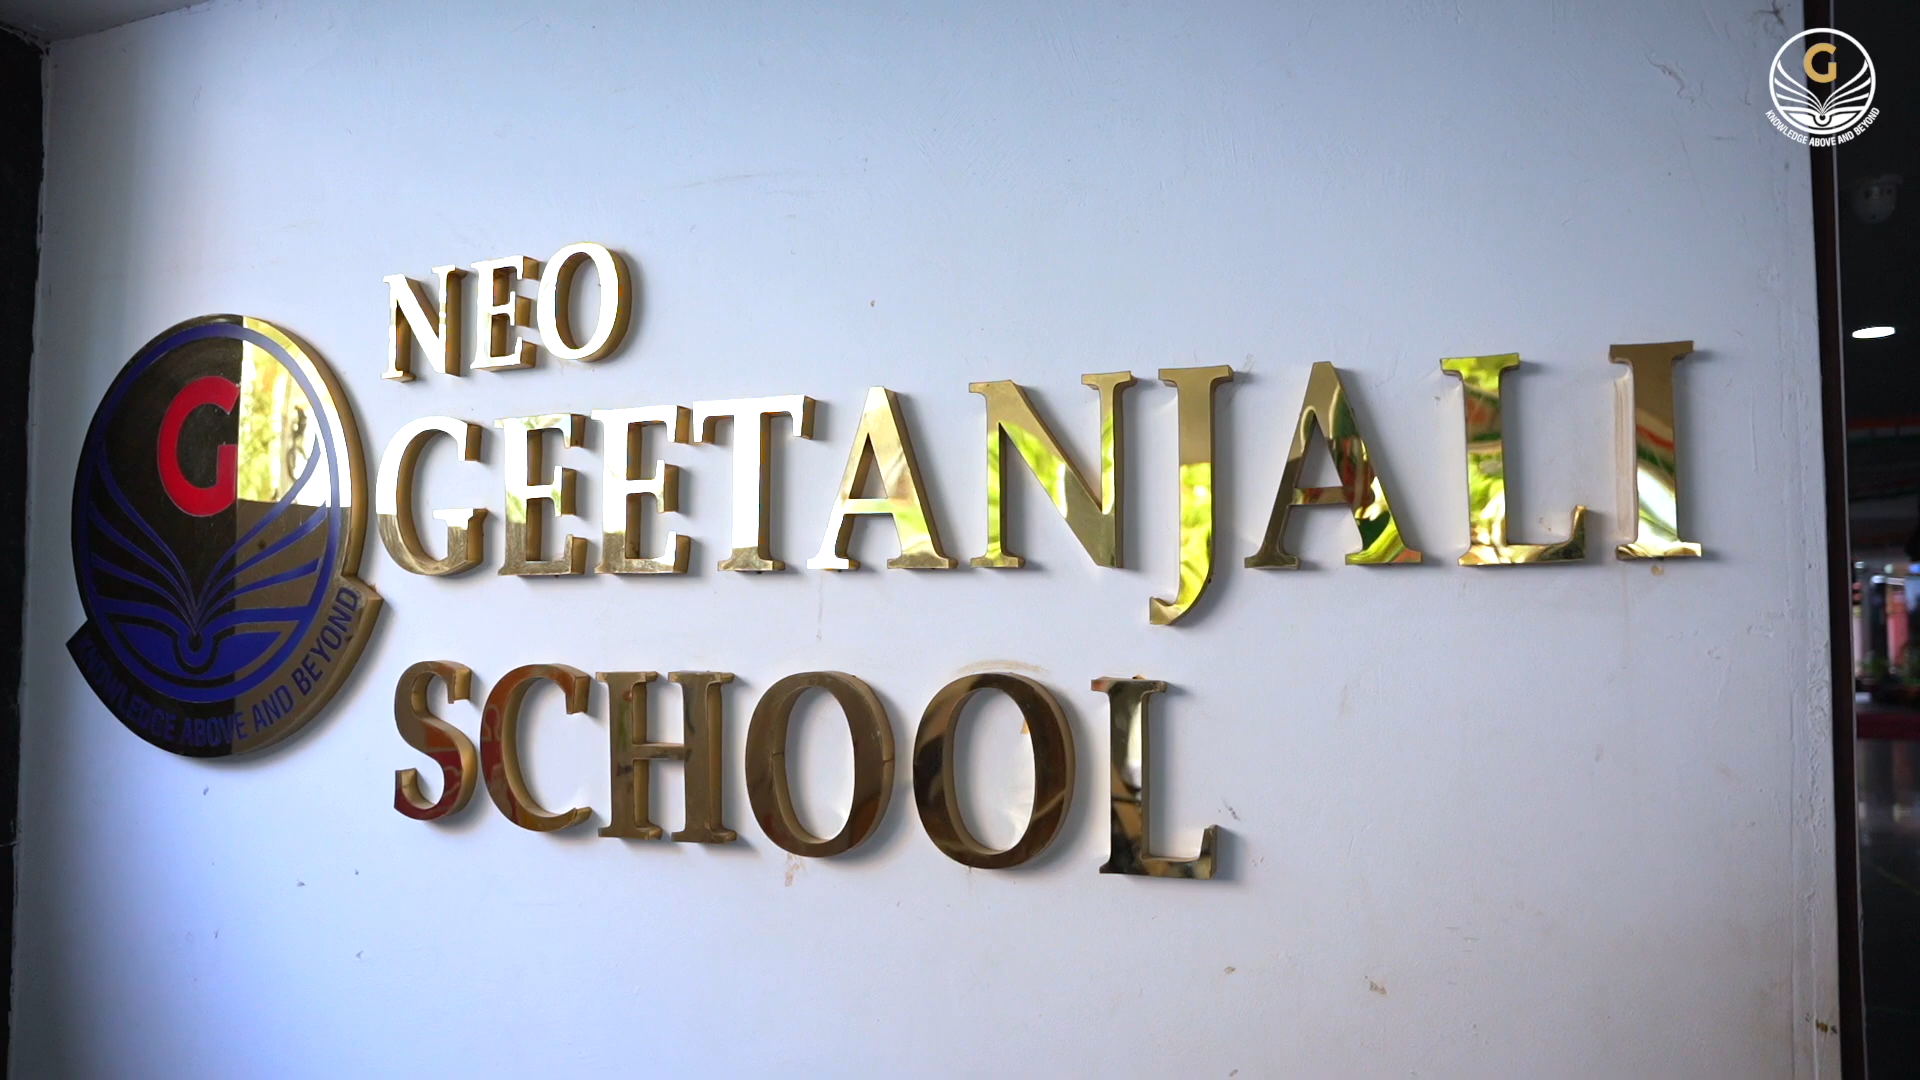 G
KNOWLEDGE ABOVE AND BEYOND
NEO
GEETANJALI
SCHOOL
G
KNOWLEDGE ABOVE AND BEYOND